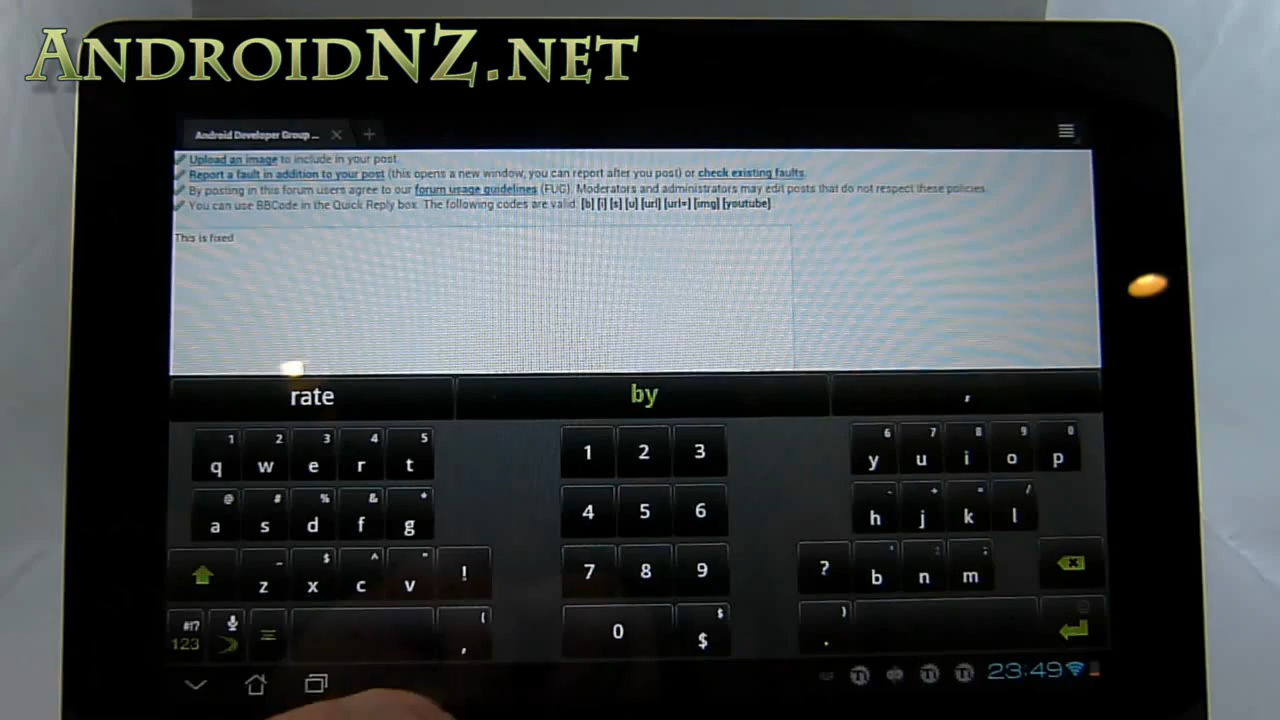 ANDROIDNZ.NET
Android Developer Group ... × +
Upload an image to include in your post.
Report a fault in addition to your post (this opens a new window, you can report after you post) or check existing faults.
By posting in this forum users agree to our forum usage guidelines (FUG). Moderators and administrators may edit posts that do not respect these policies.
You can use BBCode in the Quick Reply box. The following codes are valid: [b] [i] [s] [u] [url] [url=] [img] [youtube]
This is fixed
rate by ,
1 2 3 4 5 6 7 8 9 0
q w e r t 1 2 3 y u i o p
@ # % & * - + = /
a s d f g 4 5 6 h j k l
_ $ ^ " ' : ;
z x c v ! 7 8 9 ? b n m
#!? ( $ )
123 , 0 $ .
23:49